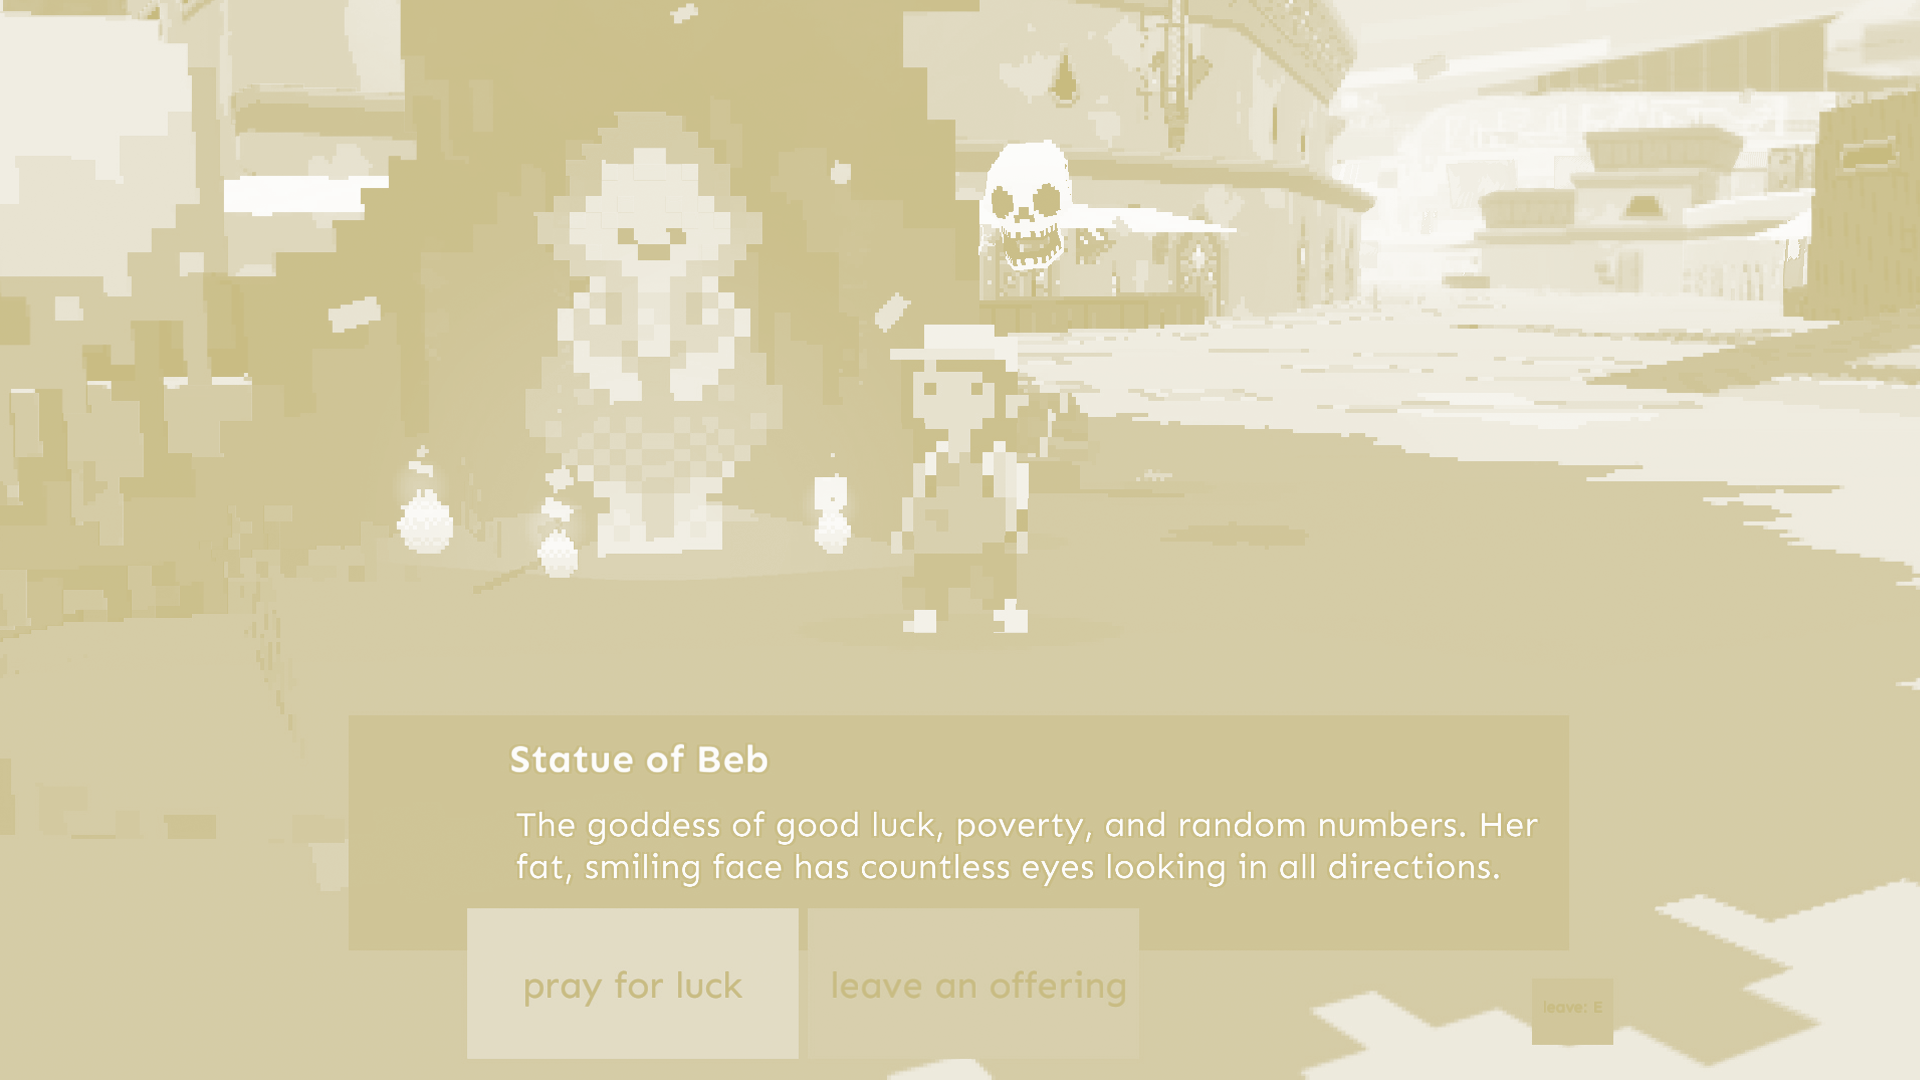 Statue of Beb
The goddess of good luck, poverty, and random numbers. Her
fat, smiling face has countless eyes looking in all directions.
pray for luck
leave an offering
leave: E